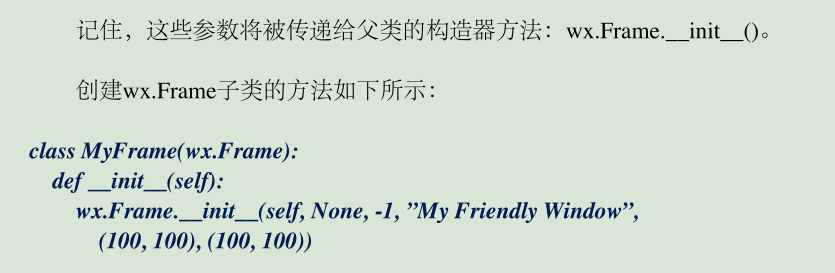 记住，这些参数将被传递给父类的构造器方法：wx.Frame.__init__()。
创建wx.Frame子类的方法如下所示：
class MyFrame(wx.Frame):
def __init__(self):
wx.Frame.__init__(self, None, -1, ”My Friendly Window”,
(100, 100), (100, 100))